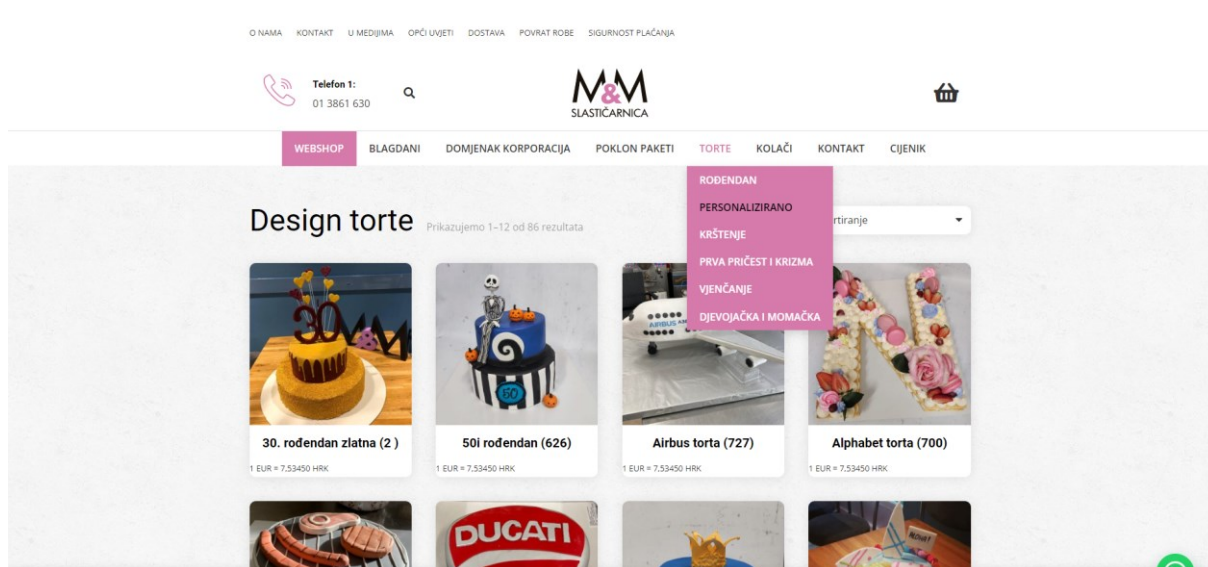 O NAMA KONTAKT U MEDIJIMA OPĆI UVJETI DOSTAVA POVRAT ROBE SIGURNOST PLAĆANJA
Telefon 1:
01 3861 630
M&M
SLASTIČARNICA
WEBSHOP BLAGDANI DOMJENAK KORPORACIJA POKLON PAKETI TORTE KOLAČI KONTAKT CIJENIK
ROĐENDAN
PERSONALIZIRANO
KRŠTENJE
PRVA PRIČEST I KRIZMA
VJENČANJE
DJEVOJAČKA I MOMAČKA
Design torte Prikazujemo 1–12 od 86 rezultata
rtiranje
30
50
AIRBUS
30. rođendan zlatna (2 ) 50i rođendan (626) Airbus torta (727) Alphabet torta (700)
1 EUR = 7,53450 HRK 1 EUR = 7,53450 HRK 1 EUR = 7,53450 HRK 1 EUR = 7,53450 HRK
DUCATI